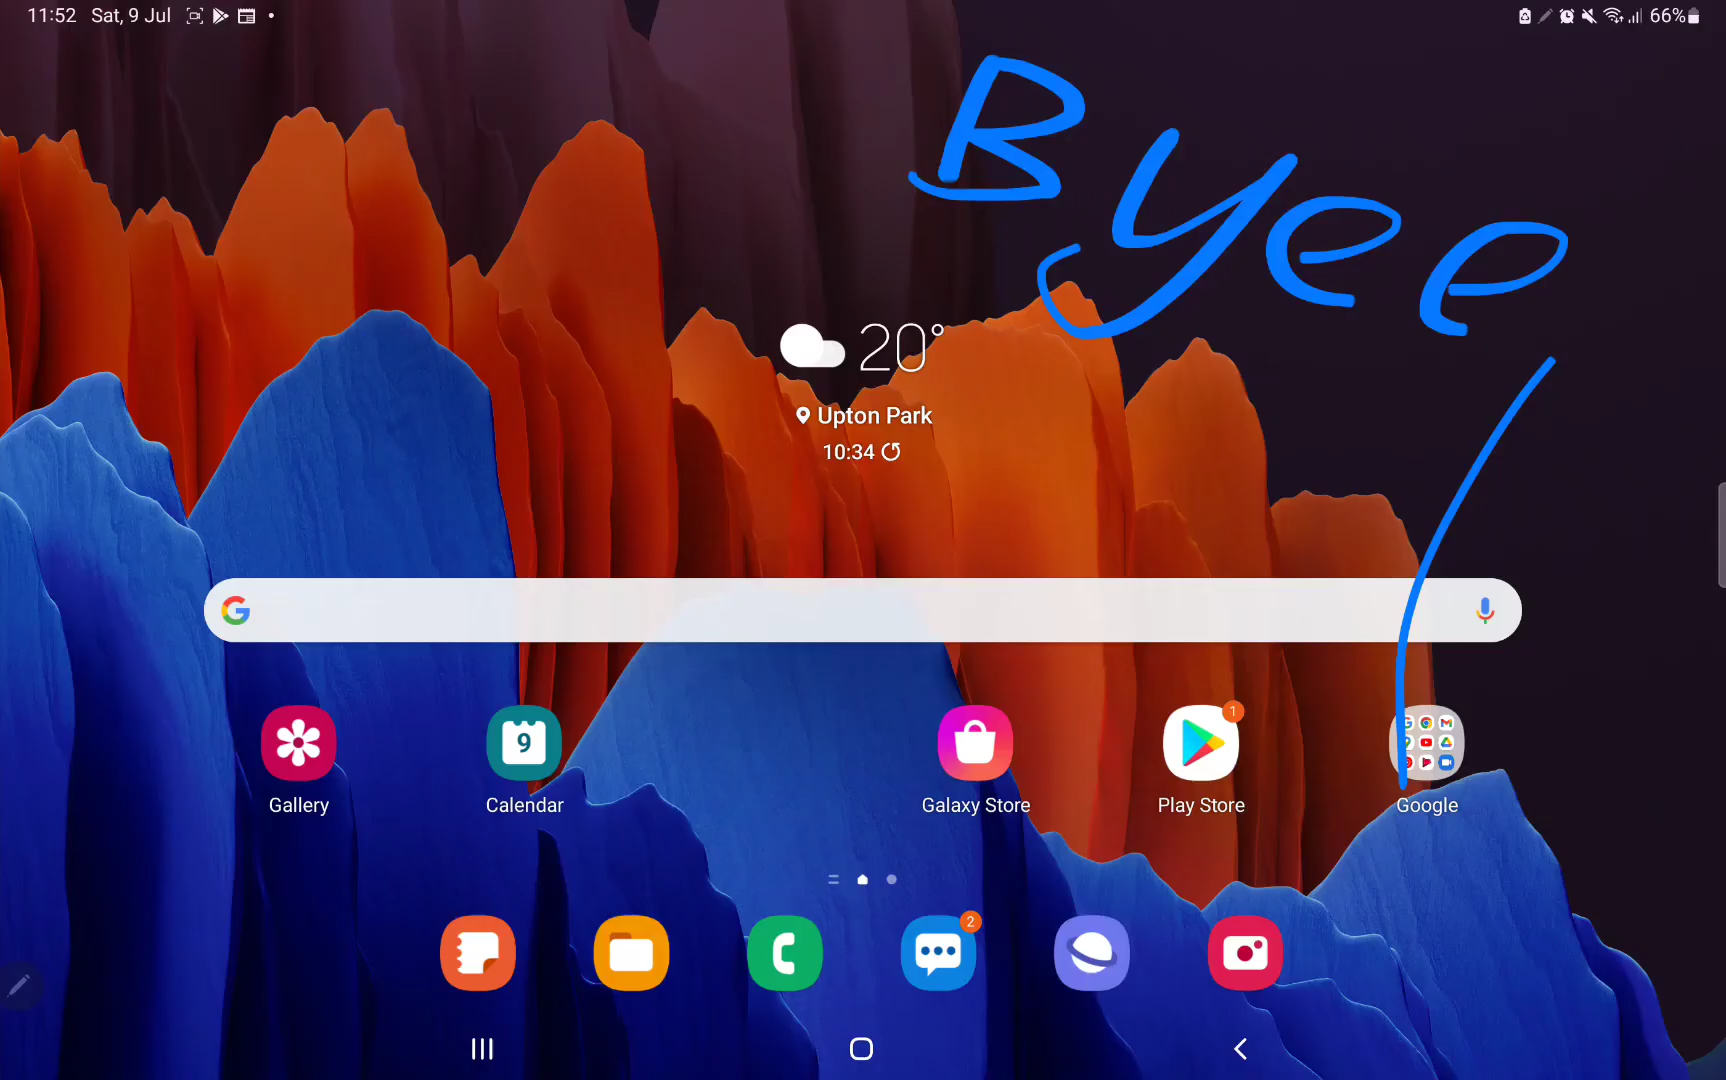 11:52 Sat, 9 Jul
66%
Byee
20°
Upton Park
10:34
G
9
1
Gallery
Calendar
Galaxy Store
Play Store
Google
2